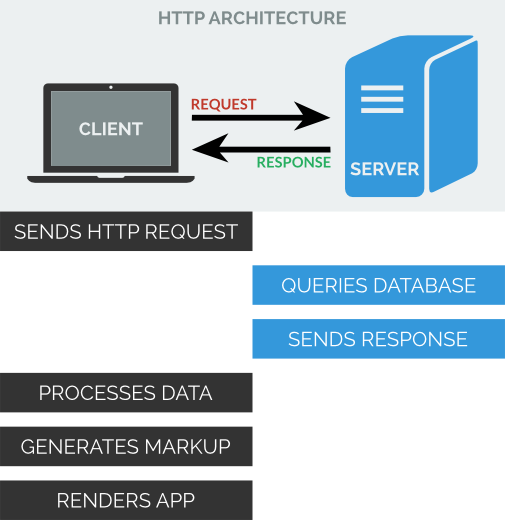 HTTP ARCHITECTURE
REQUEST
CLIENT
RESPONSE
SERVER
SENDS HTTP REQUEST
QUERIES DATABASE
SENDS RESPONSE
PROCESSES DATA
GENERATES MARKUP
RENDERS APP